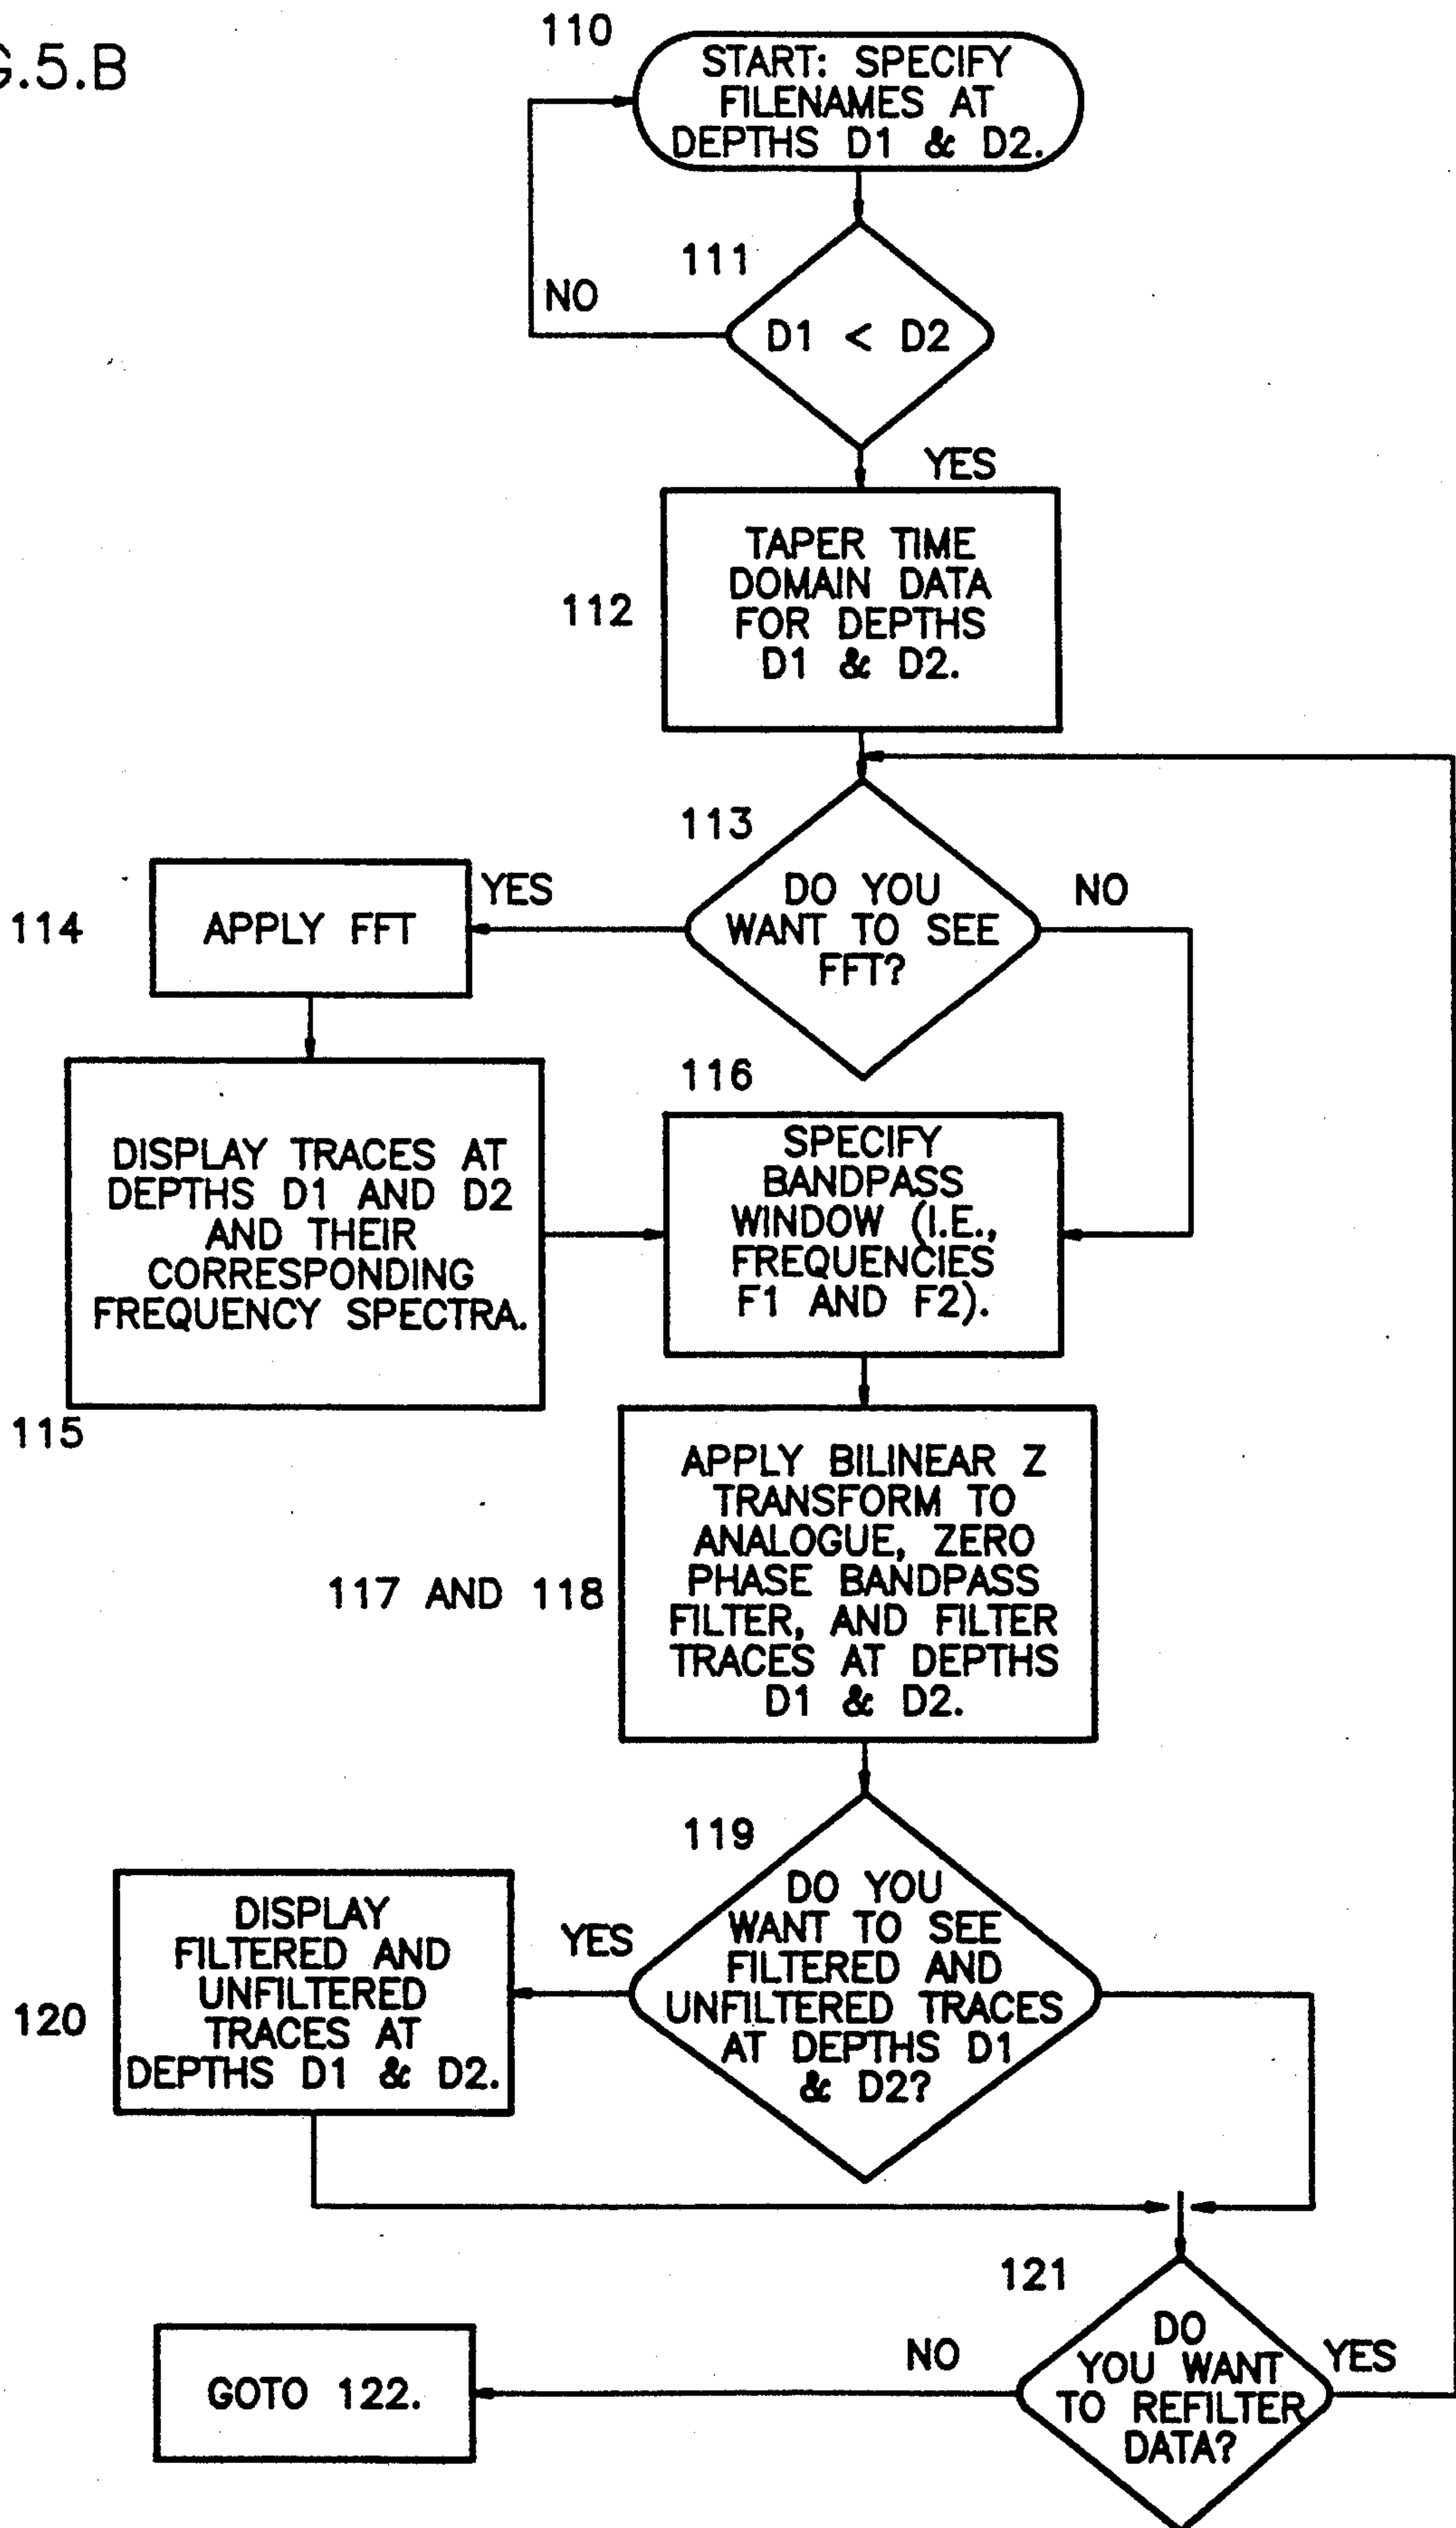 G.5.B
110
START: SPECIFY
FILENAMES AT
DEPTHS D1 & D2.
111
NO
D1 < D2
YES
112
TAPER TIME
DOMAIN DATA
FOR DEPTHS
D1 & D2.
113
DO YOU
WANT TO SEE
FFT?
YES
NO
114
APPLY FFT
115
DISPLAY TRACES AT
DEPTHS D1 AND D2
AND THEIR
CORRESPONDING
FREQUENCY SPECTRA.
116
SPECIFY
BANDPASS
WINDOW (I.E.,
FREQUENCIES
F1 AND F2).
117 AND 118
APPLY BILINEAR Z
TRANSFORM TO
ANALOGUE, ZERO
PHASE BANDPASS
FILTER, AND FILTER
TRACES AT DEPTHS
D1 & D2.
119
DO YOU
WANT TO SEE
FILTERED AND
UNFILTERED TRACES
AT DEPTHS D1
& D2?
YES
120
DISPLAY
FILTERED AND
UNFILTERED
TRACES AT
DEPTHS D1 & D2.
121
DO
YOU WANT
TO REFILTER
DATA?
YES
NO
GOTO 122.